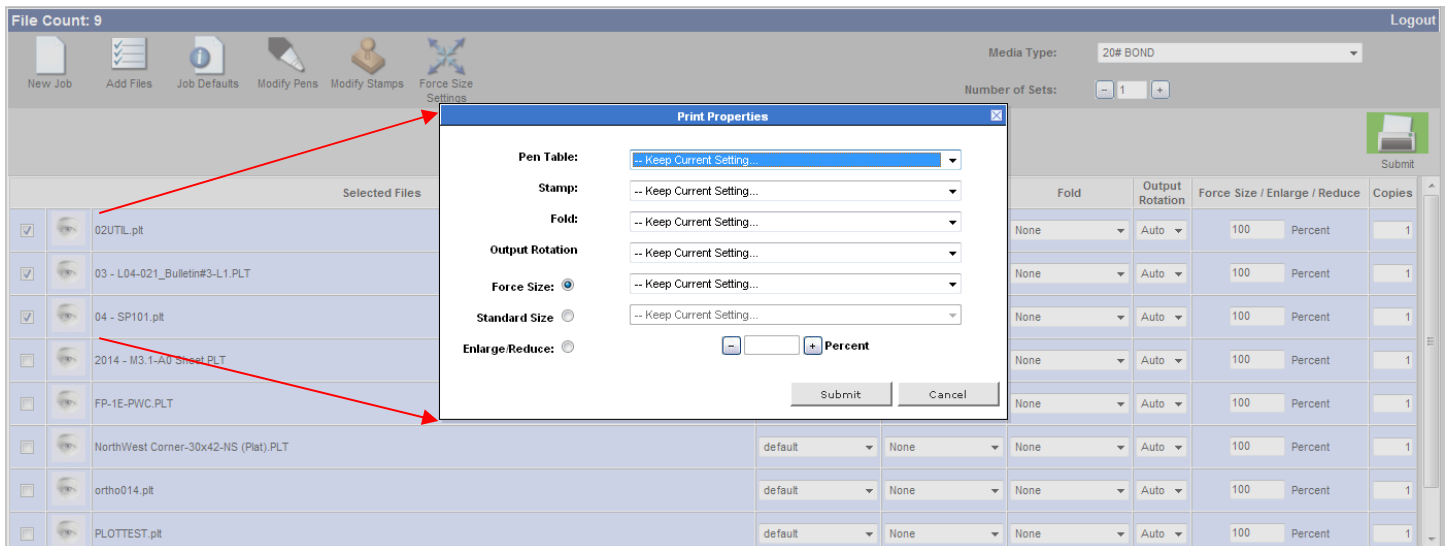 File Count: 9 Logout
New Job Add Files Job Defaults Modify Pens Modify Stamps Force Size Settings
Media Type: 20# BOND
Number of Sets: - 1 +
Submit
Print Properties
Pen Table: -- Keep Current Setting...
Stamp: -- Keep Current Setting...
Fold: -- Keep Current Setting...
Output Rotation -- Keep Current Setting...
Force Size: -- Keep Current Setting...
Standard Size -- Keep Current Setting...
Enlarge/Reduce: - + Percent
Submit Cancel
Selected Files Fold Output Rotation Force Size / Enlarge / Reduce Copies
02UTIL.plt None Auto 100 Percent 1
03 - L04-021_Bulletin#3-L1.PLT None Auto 100 Percent 1
04 - SP101.plt None Auto 100 Percent 1
2014 - M3.1-A0 Sheet.PLT None Auto 100 Percent 1
FP-1E-PWC.PLT None Auto 100 Percent 1
NorthWest Corner-30x42-NS (Plat).PLT default None None Auto 100 Percent 1
ortho014.plt default None None Auto 100 Percent 1
PLOTTEST.plt default None None Auto 100 Percent 1